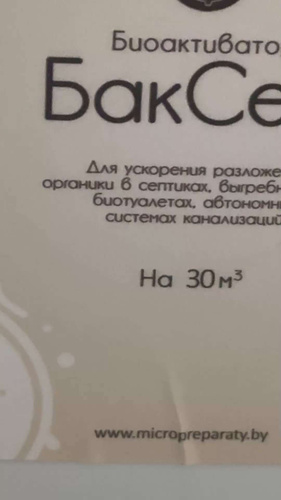 Биоактивато
БакСе
Для ускорения разложе
органики в септиках, выгребн
биотуалетах, автономн
системах канализаций
На 30м³
www.micropreparaty.by